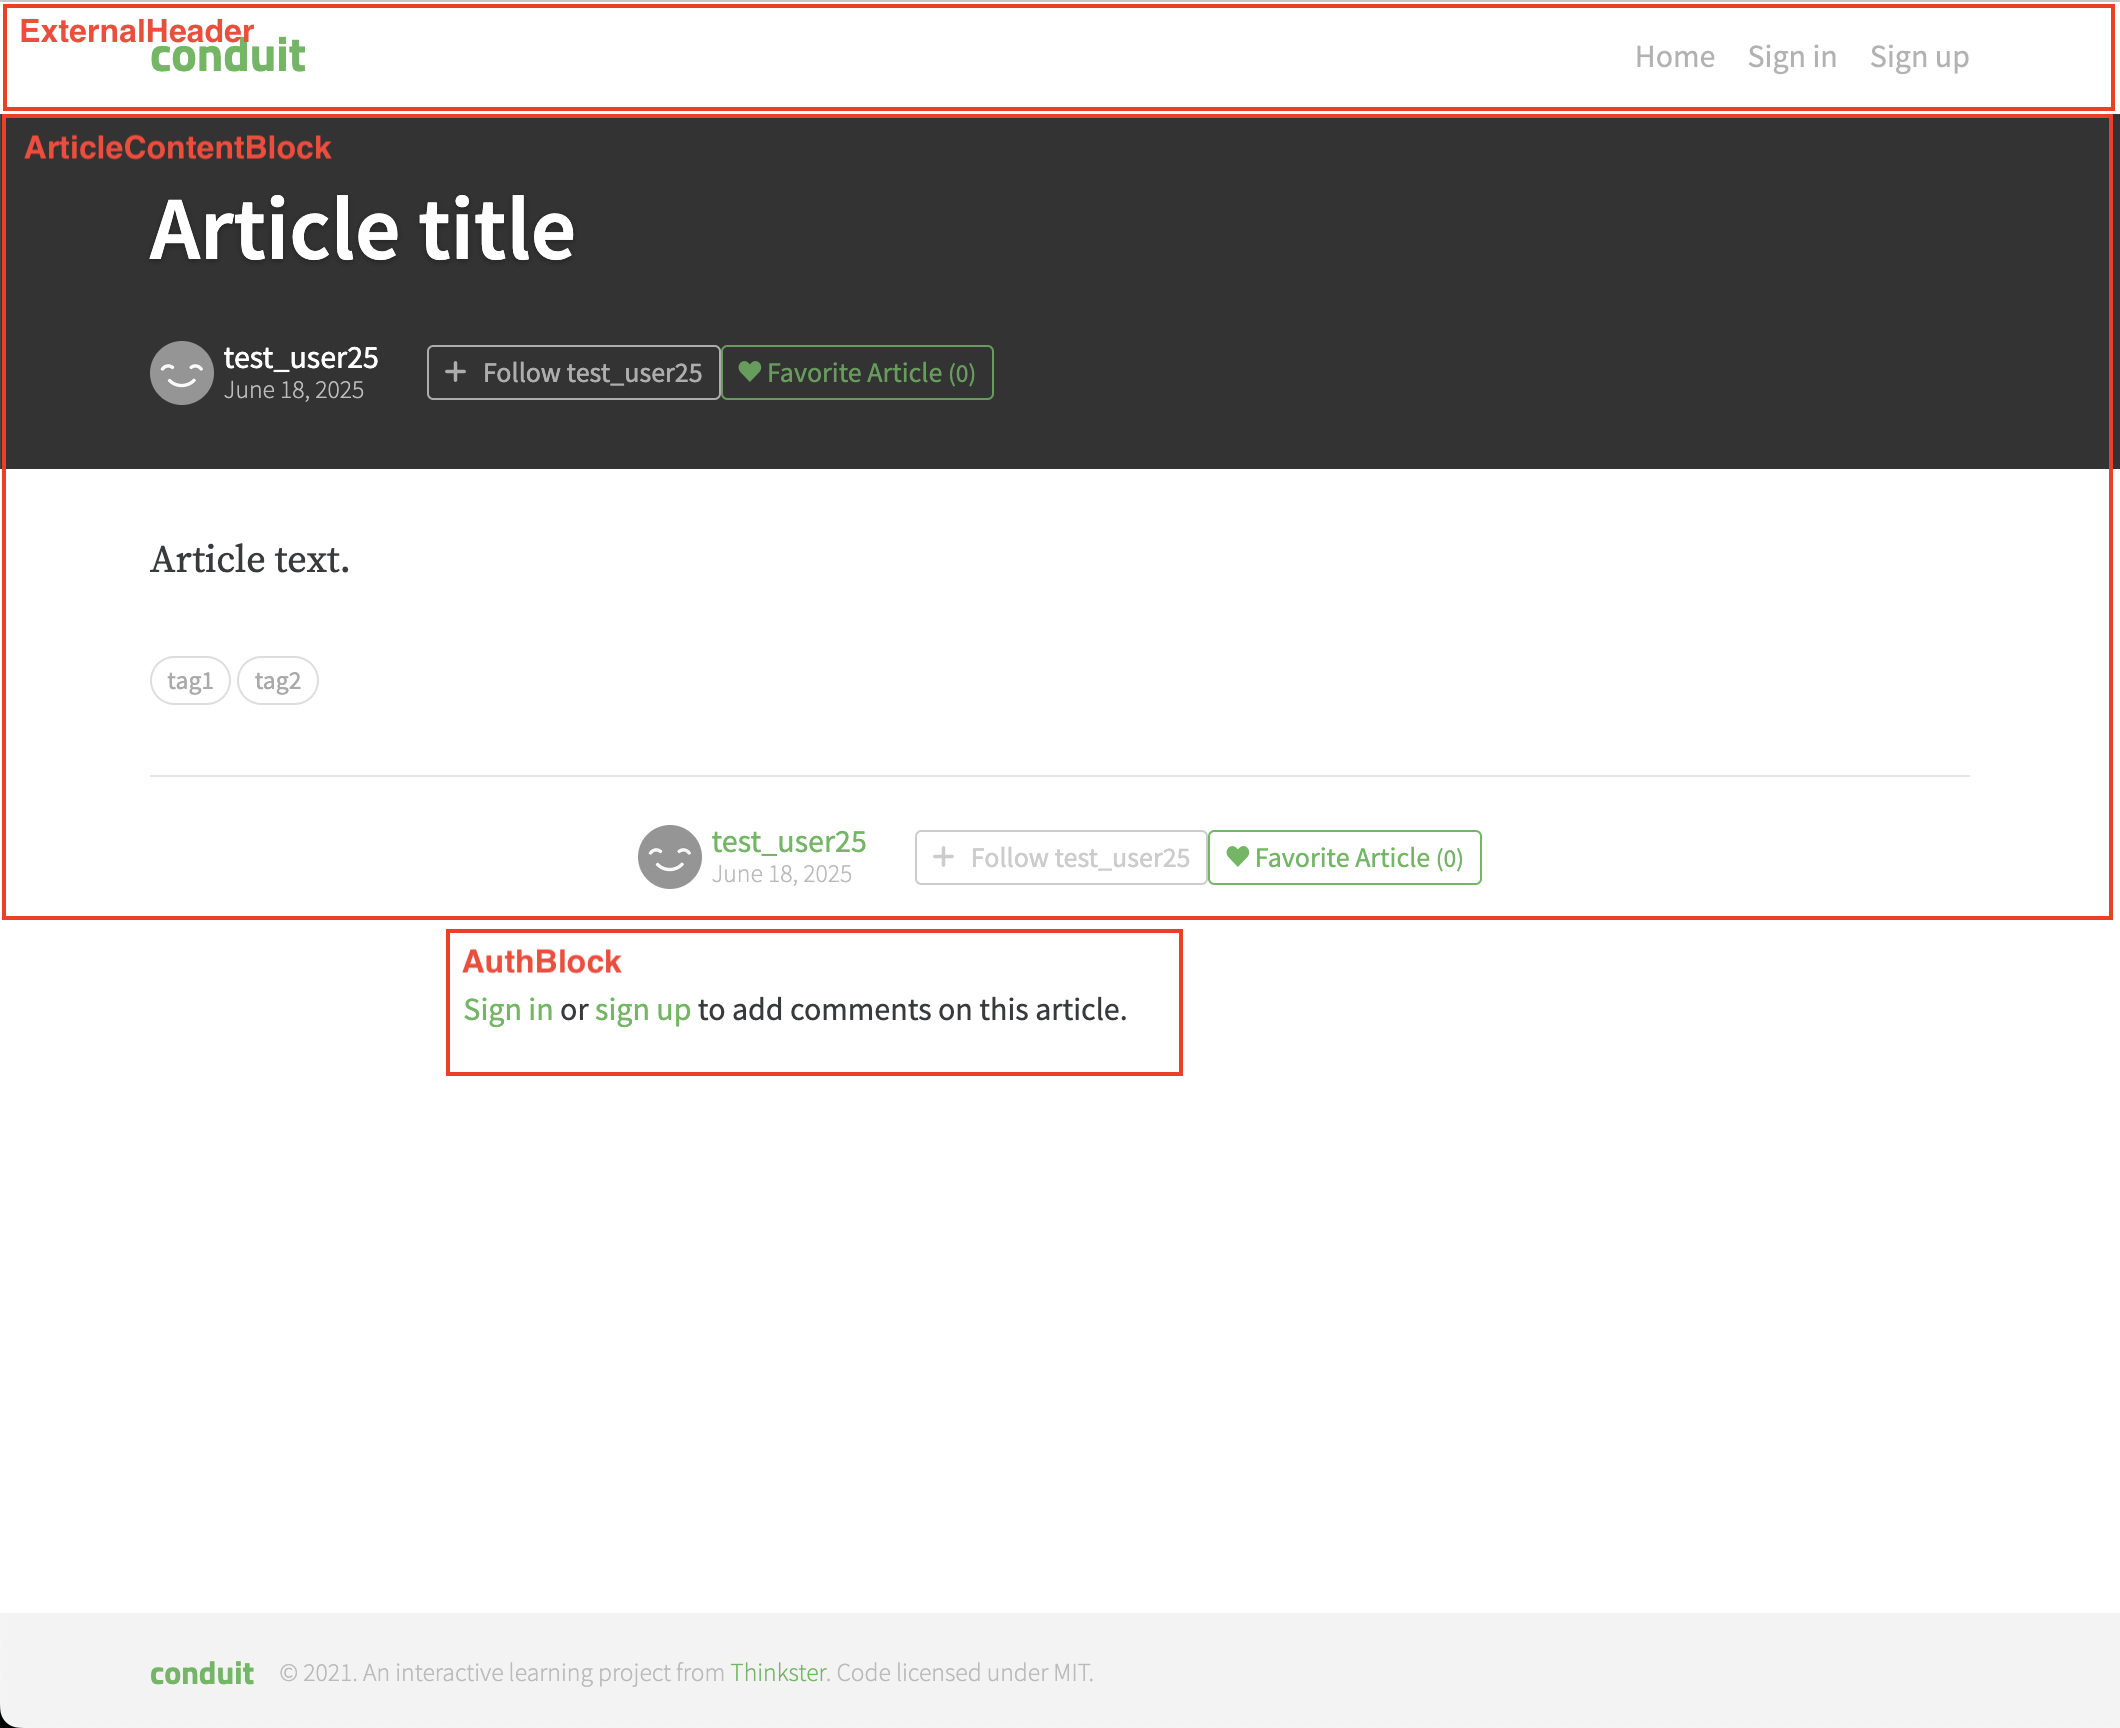 ExternalHeader
conduit
Home Sign in Sign up
ArticleContentBlock
Article title
test_user25
June 18, 2025
Follow test_user25
Favorite Article (0)
Article text.
tag1 tag2
test_user25
June 18, 2025
Follow test_user25
Favorite Article (0)
AuthBlock
Sign in or sign up to add comments on this article.
conduit © 2021. An interactive learning project from Thinkster. Code licensed under MIT.